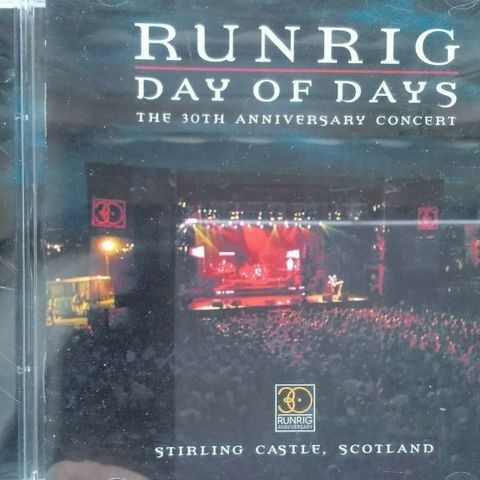 RUNRIG
DAY OF DAYS
THE 30TH ANNIVERSARY CONCERT
30
RUNRIG
ANNIVERSARY
STIRLING CASTLE, SCOTLAND